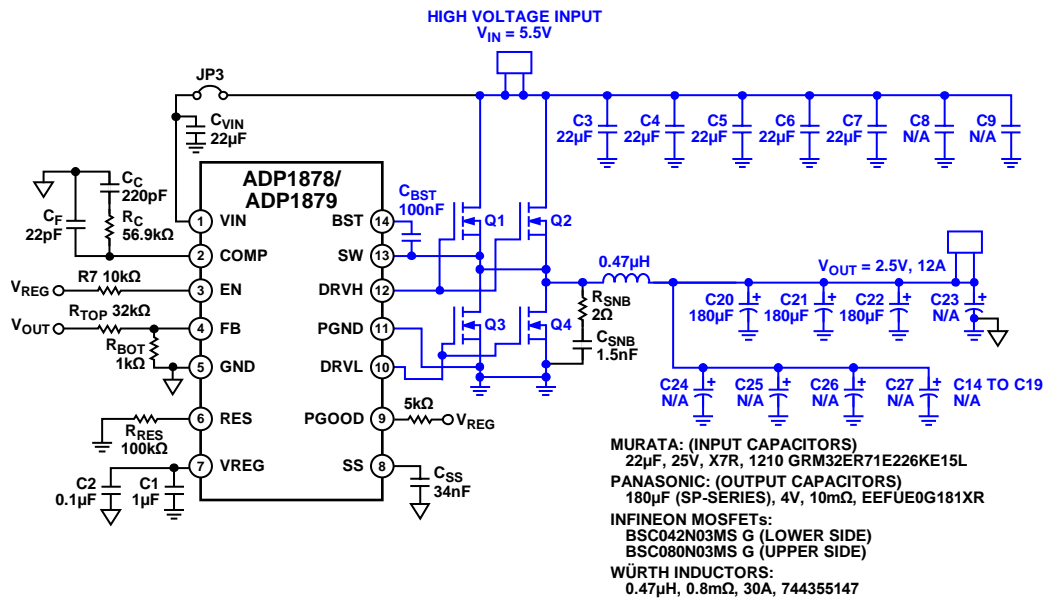 HIGH VOLTAGE INPUT
VIN = 5.5V
JP3
CVIN
22µF
C3
22µF
C4
22µF
C5
22µF
C6
22µF
C7
22µF
C8
N/A
C9
N/A
CC
220pF
CF
22pF
RC
56.9kΩ
ADP1878/
ADP1879
CBST
100nF
1 VIN
BST 14
2 COMP
SW 13
3 EN
DRVH 12
4 FB
PGND 11
5 GND
DRVL 10
6 RES
PGOOD 9
7 VREG
SS 8
VREG
R7 10kΩ
VOUT
RTOP 32kΩ
RBOT
1kΩ
RRES
100kΩ
C2
0.1µF
C1
1µF
5kΩ
VREG
CSS
34nF
Q1
Q2
Q3
Q4
0.47µH
RSNB
2Ω
CSNB
1.5nF
VOUT = 2.5V, 12A
C20
180µF
+
C21
180µF
+
C22
180µF
+
C23
N/A
+
C24
N/A
+
C25
N/A
+
C26
N/A
+
C27
N/A
+
C14 TO C19
N/A
MURATA: (INPUT CAPACITORS)
22µF, 25V, X7R, 1210 GRM32ER71E226KE15L
PANASONIC: (OUTPUT CAPACITORS)
180µF (SP-SERIES), 4V, 10mΩ, EEFUE0G181XR
INFINEON MOSFETs:
BSC042N03MS G (LOWER SIDE)
BSC080N03MS G (UPPER SIDE)
WÜRTH INDUCTORS:
0.47µH, 0.8mΩ, 30A, 744355147